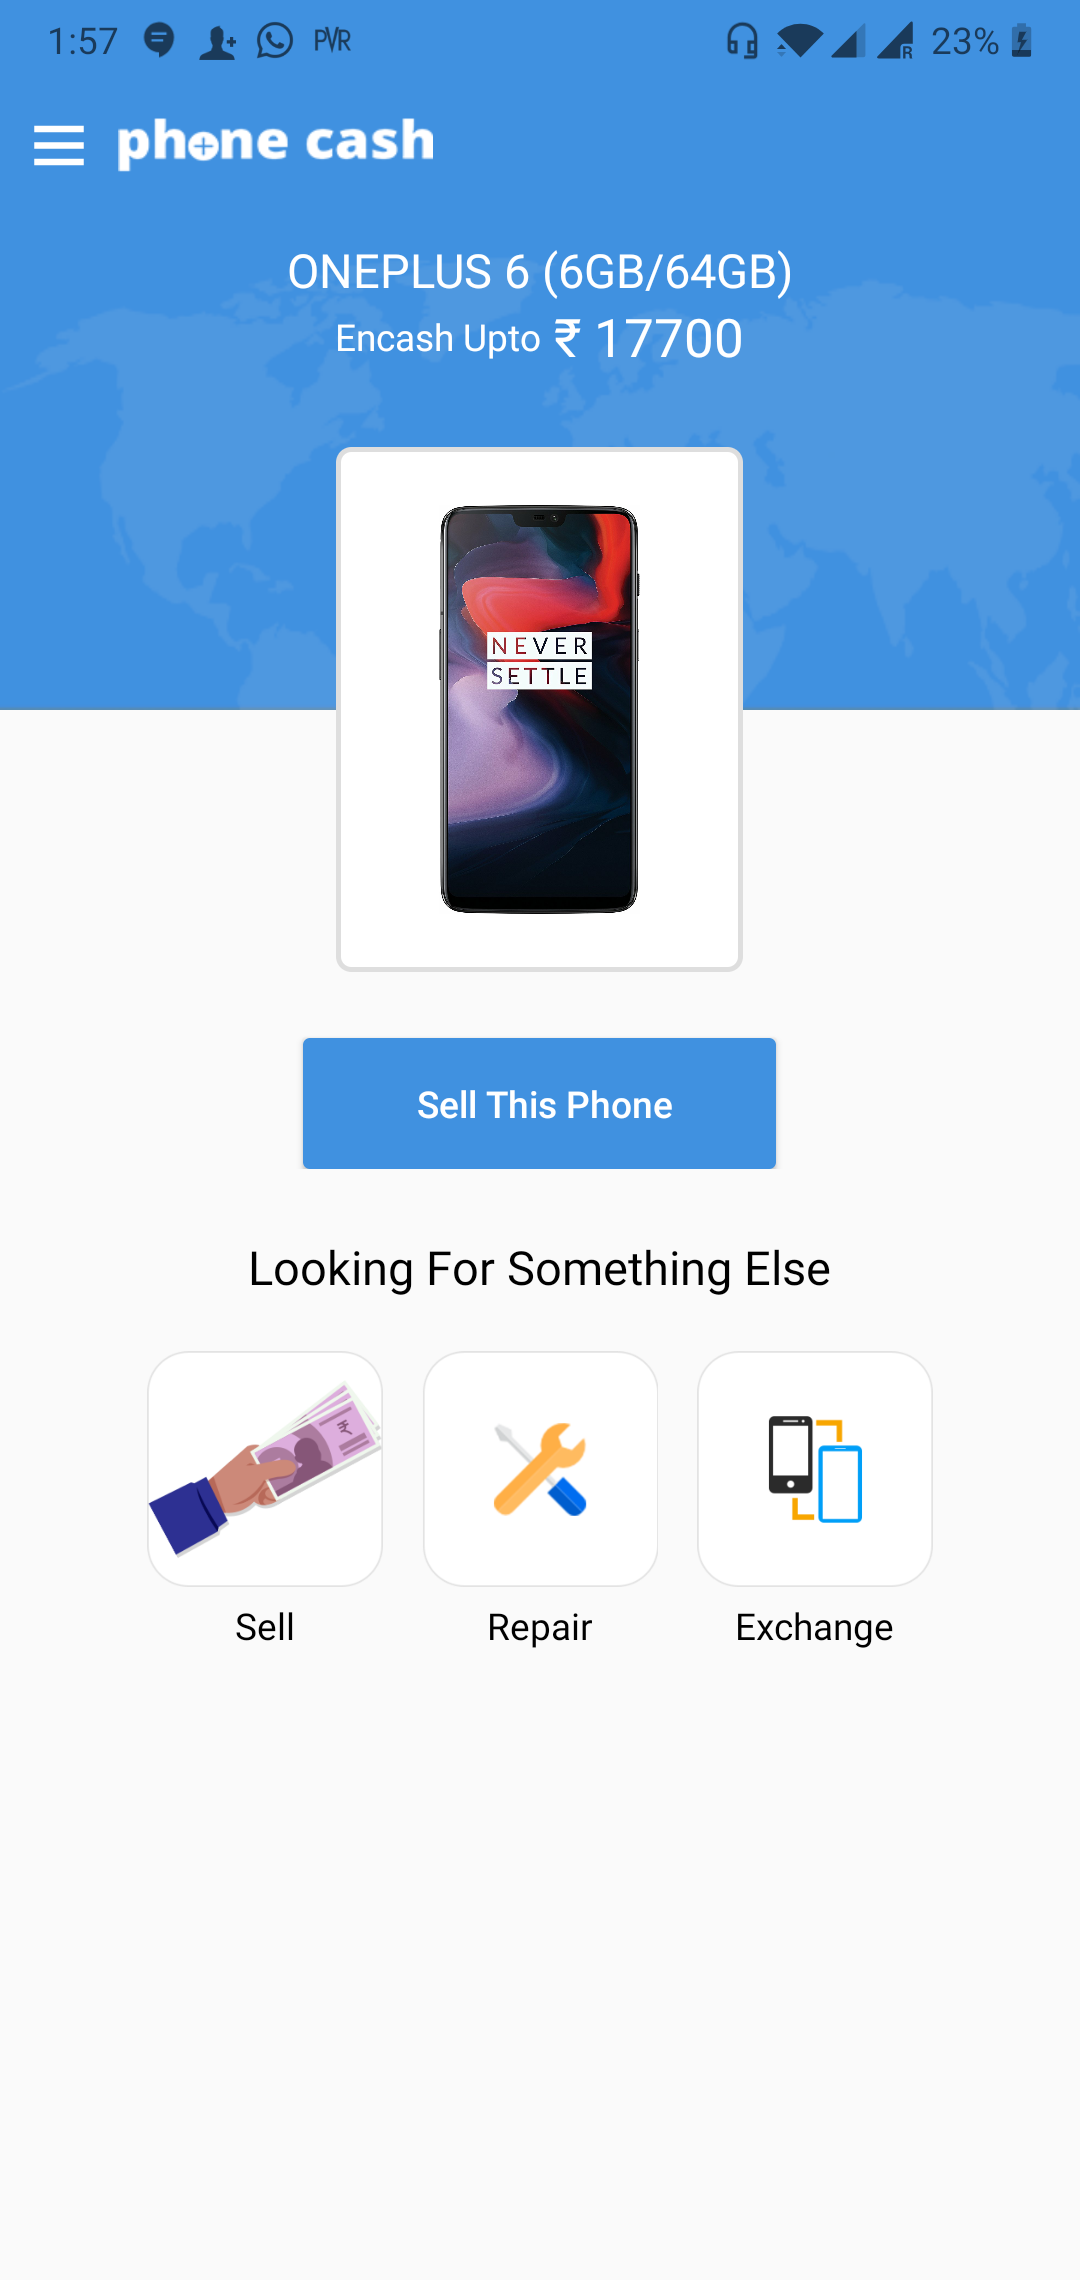 1:57 PVR 23%
phone cash
ONEPLUS 6 (6GB/64GB)
Encash Upto ₹ 17700
NEVER
SETTLE
Sell This Phone
Looking For Something Else
Sell Repair Exchange